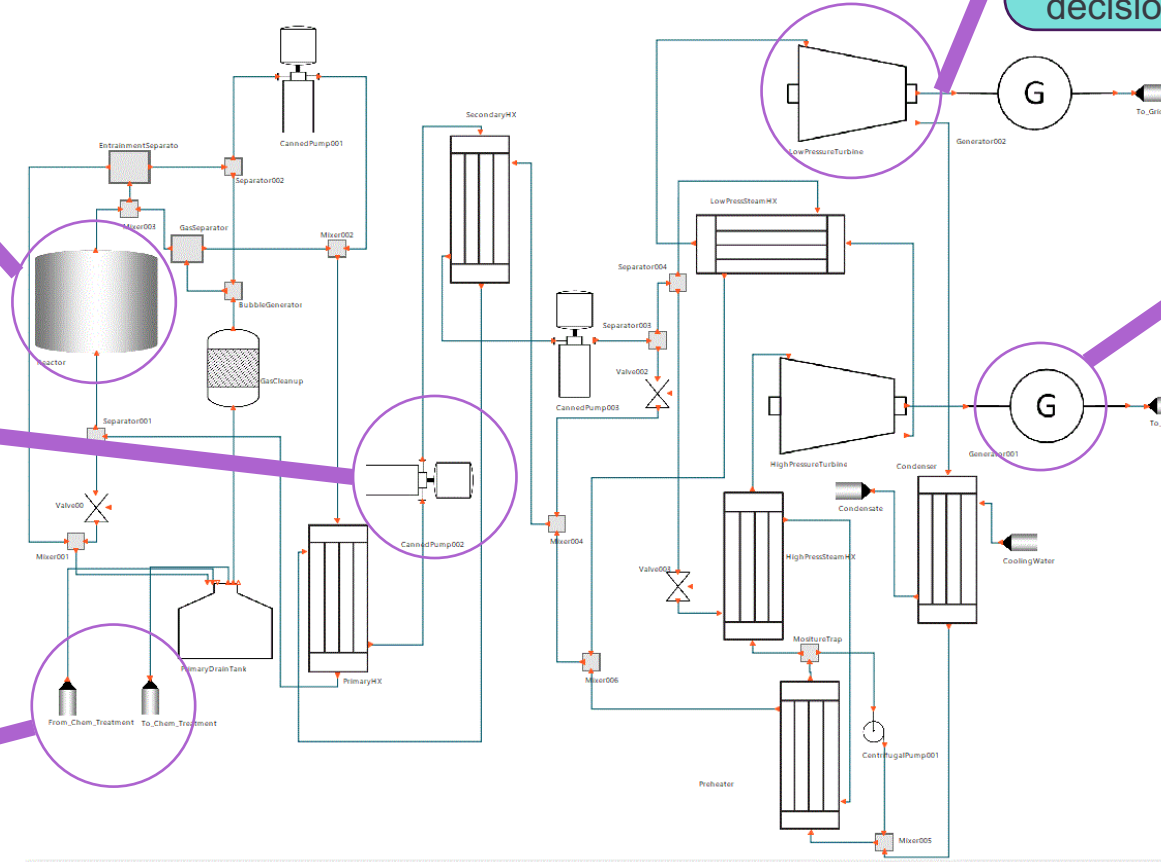 decisio
G
To_Gri
Generator002
LowPressureTurbine
CannedPump001
SecondaryHX
EntrainmentSeparato
Separator002
LowPressSteamHX
Mixer003
GasSeparator
Mixer002
Separator004
BubbleGenerator
Separator003
Reactor
GasCleanup
Valve002
CannedPump003
G
To_
Separator001
HighPressureTurbine
Generator001
Condenser
Condensate
Valve00
CannedPump002
Mixer004
Mixer001
HighPressSteamHX
CoolingWater
MositureTrap
PrimaryDrainTank
PrimaryHX
Mixer006
From_Chem_Treatment
To_Chem_Treatment
CentrifugalPump001
Preheater
Mixer005